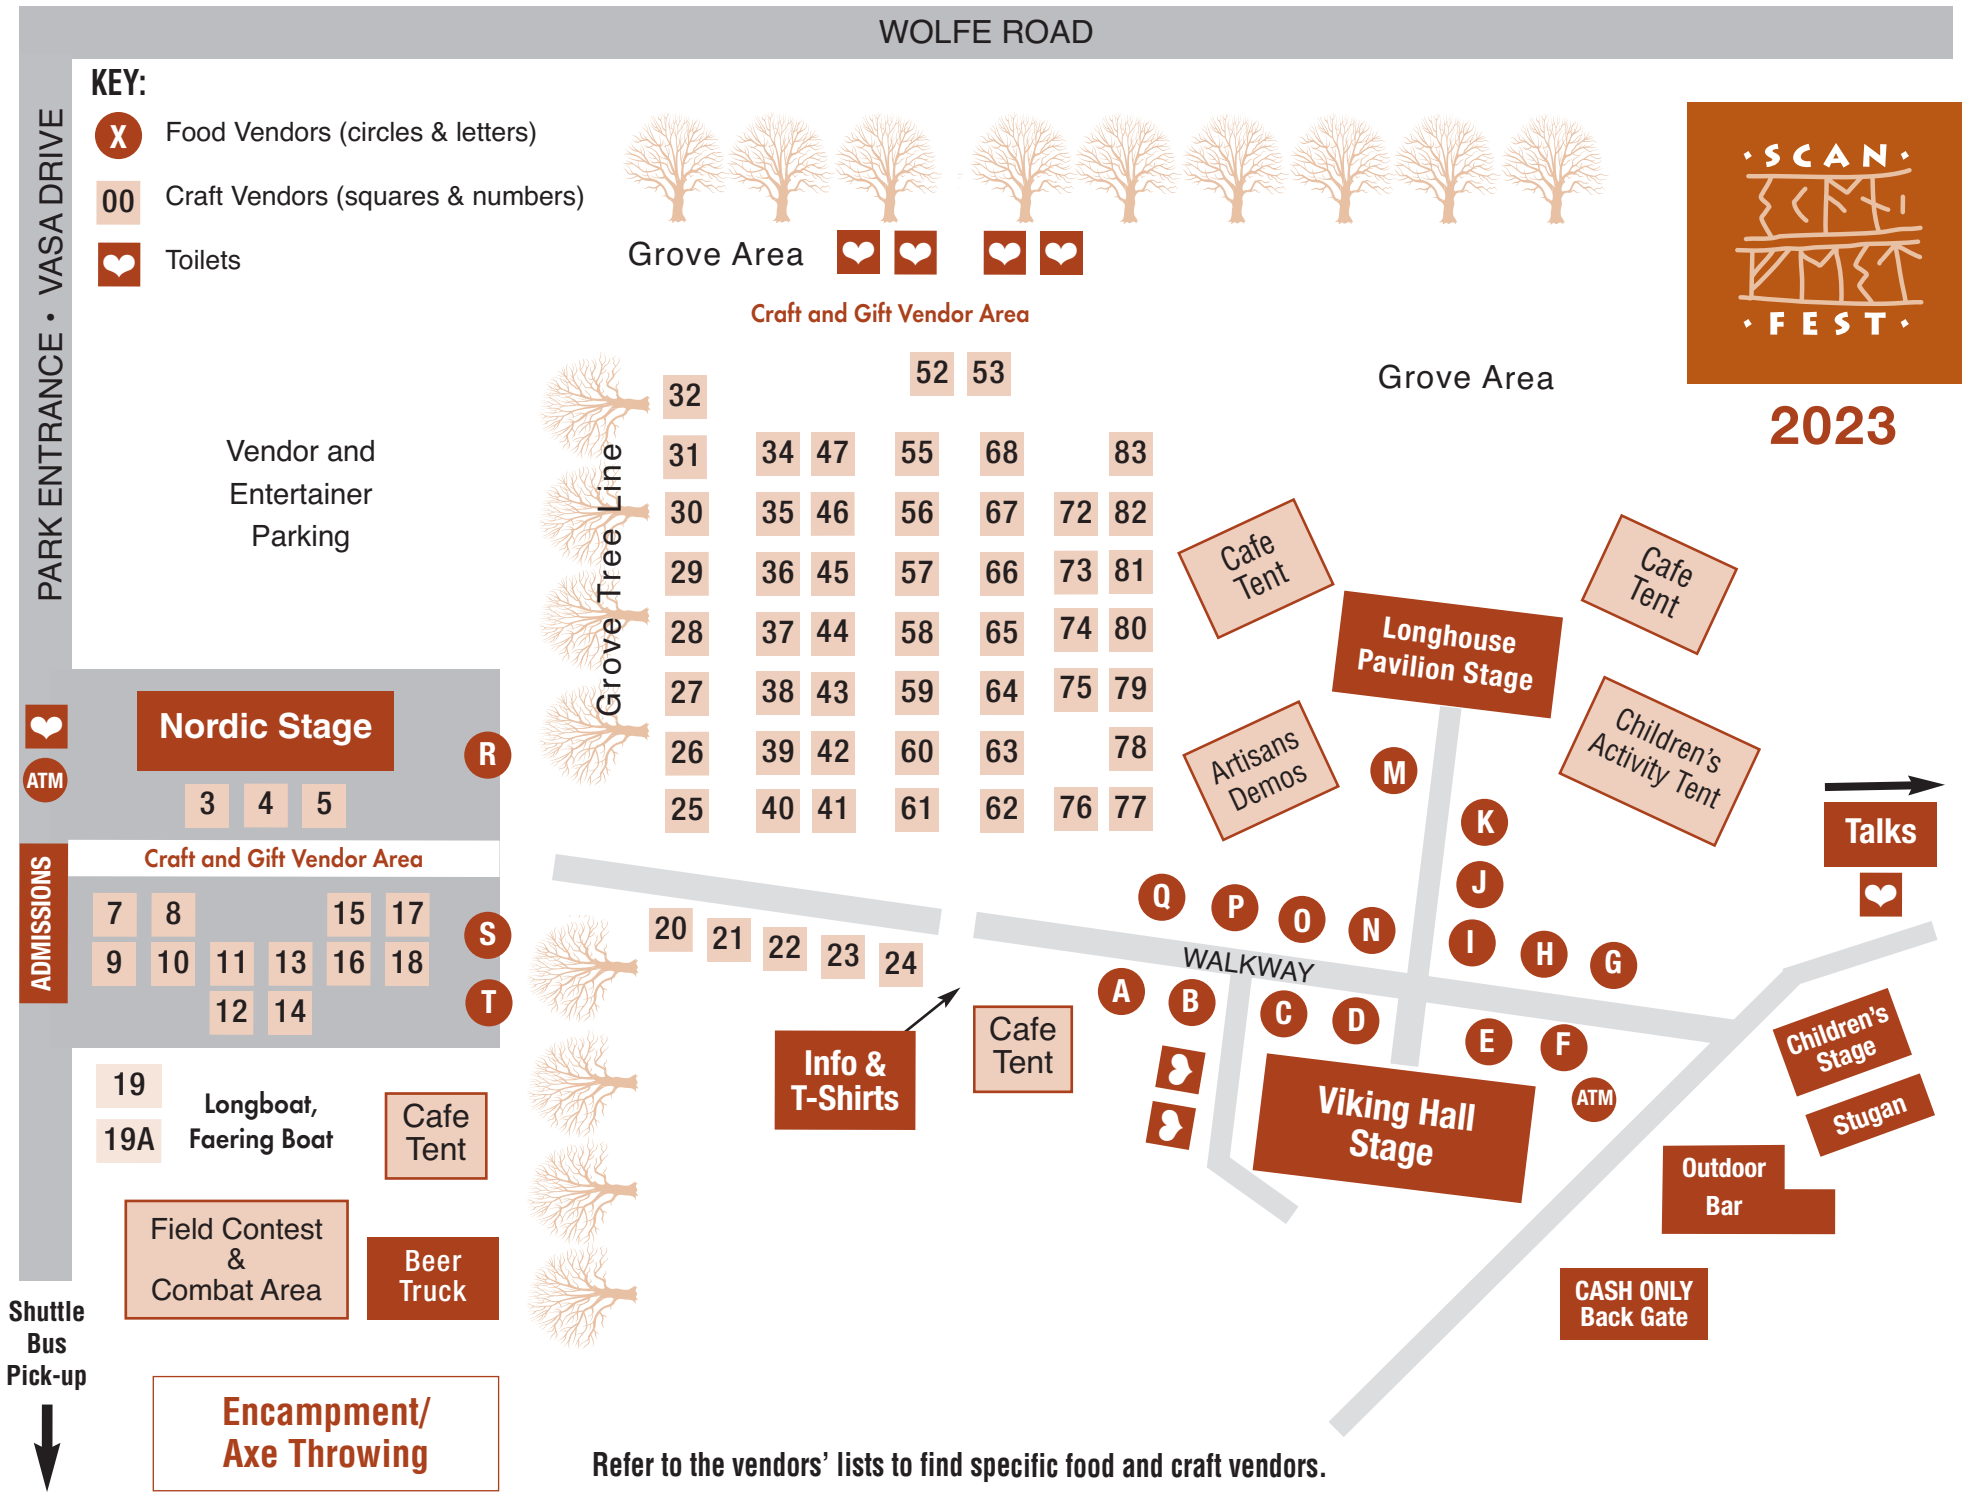 WOLFE ROAD
PARK ENTRANCE • VASA DRIVE
KEY:
X Food Vendors (circles & letters)
00 Craft Vendors (squares & numbers)
Toilets
· SCAN ·
· FEST ·
2023
Grove Area
Craft and Gift Vendor Area
Grove Area
Vendor and
Entertainer
Parking
Grove Tree Line
52 53
32
31 34 47 55 68 83
30 35 46 56 67 72 82
29 36 45 57 66 73 81
28 37 44 58 65 74 80
27 38 43 59 64 75 79
26 39 42 60 63 78
25 40 41 61 62 76 77
Cafe
Tent
Cafe
Tent
Longhouse
Pavilion Stage
Artisans
Demos
Children's
Activity Tent
M
K
J
I
H
G
Talks
Nordic Stage
R
ATM
3 4 5
ADMISSIONS
Craft and Gift Vendor Area
7 8 15 17
9 10 11 13 16 18
12 14
S
T
20 21 22 23 24
Q P O N
WALKWAY
A B C D E F
ATM
Info &
T-Shirts
Cafe
Tent
Viking Hall
Stage
Children's
Stage
Stugan
Outdoor
Bar
CASH ONLY
Back Gate
19
19A
Longboat,
Faering Boat
Cafe
Tent
Field Contest
&
Combat Area
Beer
Truck
Shuttle
Bus
Pick-up
Encampment/
Axe Throwing
Refer to the vendors' lists to find specific food and craft vendors.